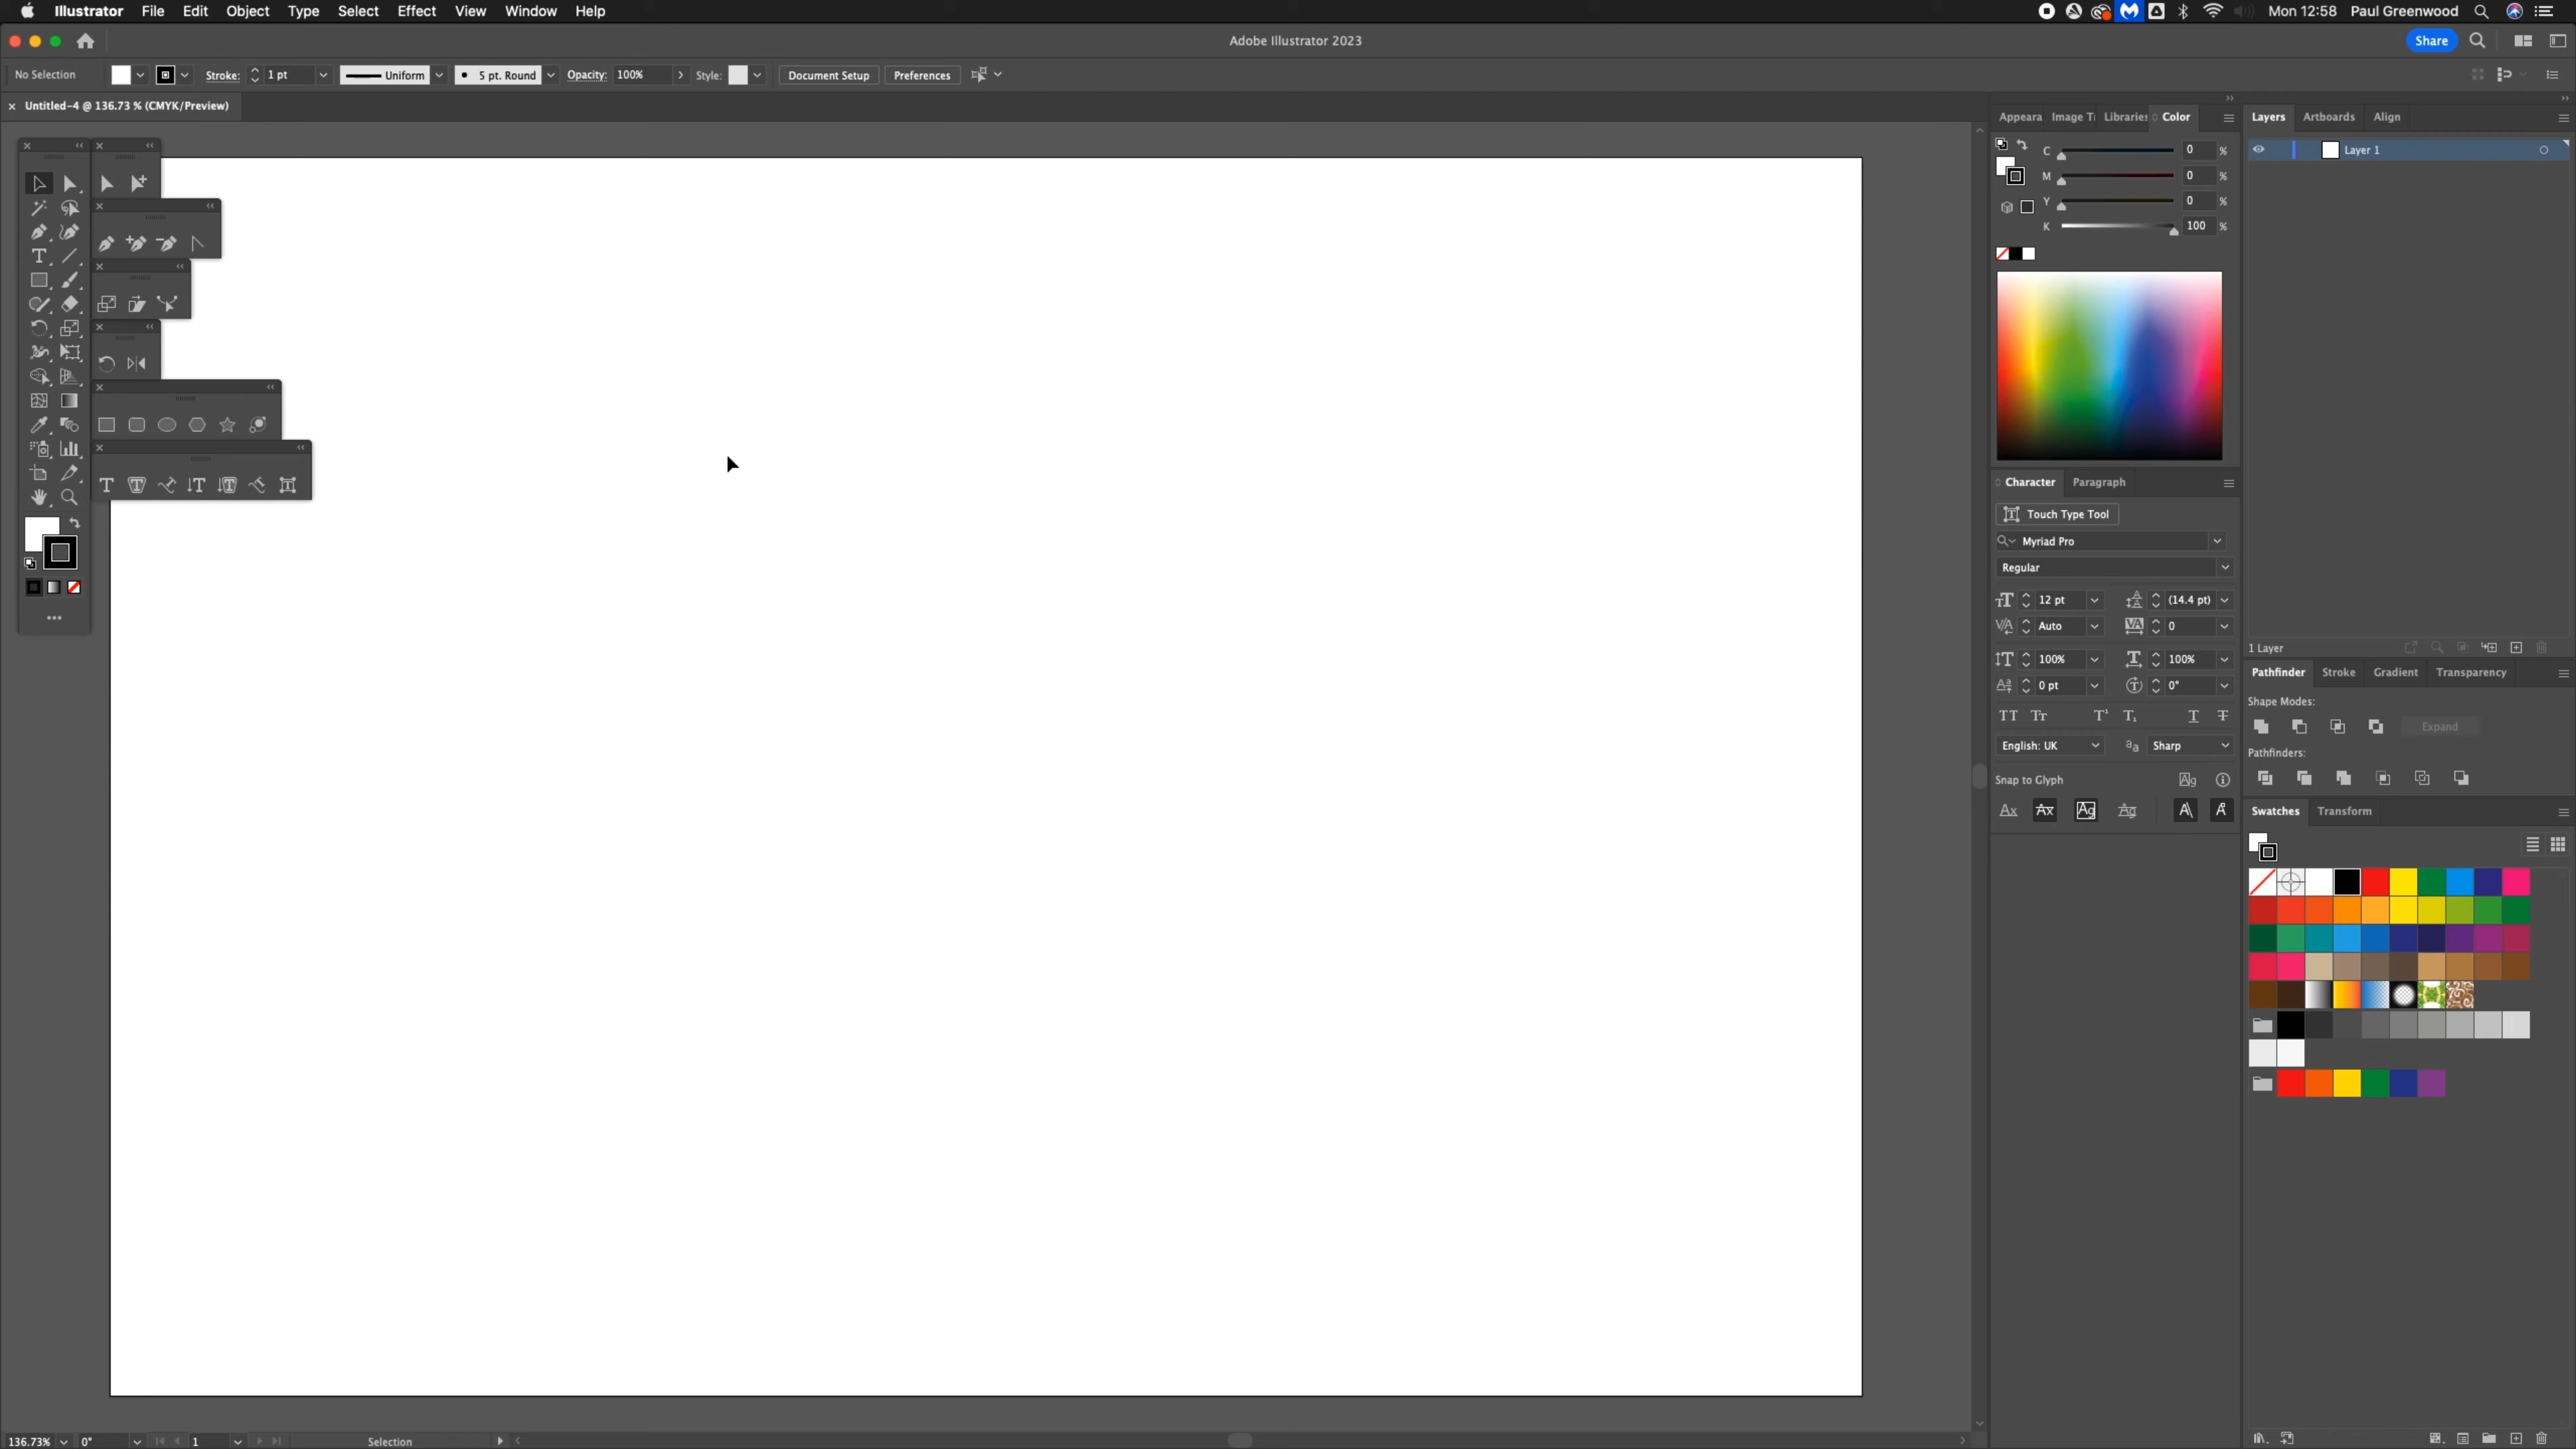 Illustrator File Edit Object Type Select Effect View Window Help
Mon 12:58 Paul Greenwood
Adobe Illustrator 2023
Share
No Selection Stroke: 1 pt Uniform 5 pt. Round Opacity: 100% Style: Document Setup Preferences
Untitled-4 @ 136.73 % (CMYK/Preview)
Appeara Image T Libraries Color
C 0 %
M 0 %
Y 0 %
K 100 %
Character Paragraph
Touch Type Tool
Myriad Pro
Regular
12 pt (14.4 pt)
Auto 0
100% 100%
0 pt 0°
English: UK Sharp
Snap to Glyph
Layers Artboards Align
Layer 1
1 Layer
Pathfinder Stroke Gradient Transparency
Shape Modes:
Expand
Pathfinders:
Swatches Transform
136.73% 0° 1 Selection